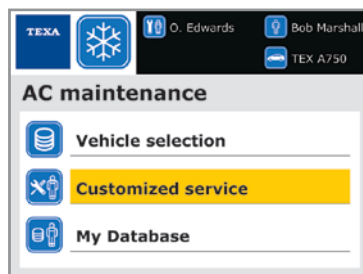 TEXA
O. Edwards
Bob Marshall
TEX A750
AC maintenance
Vehicle selection
Customized service
My Database